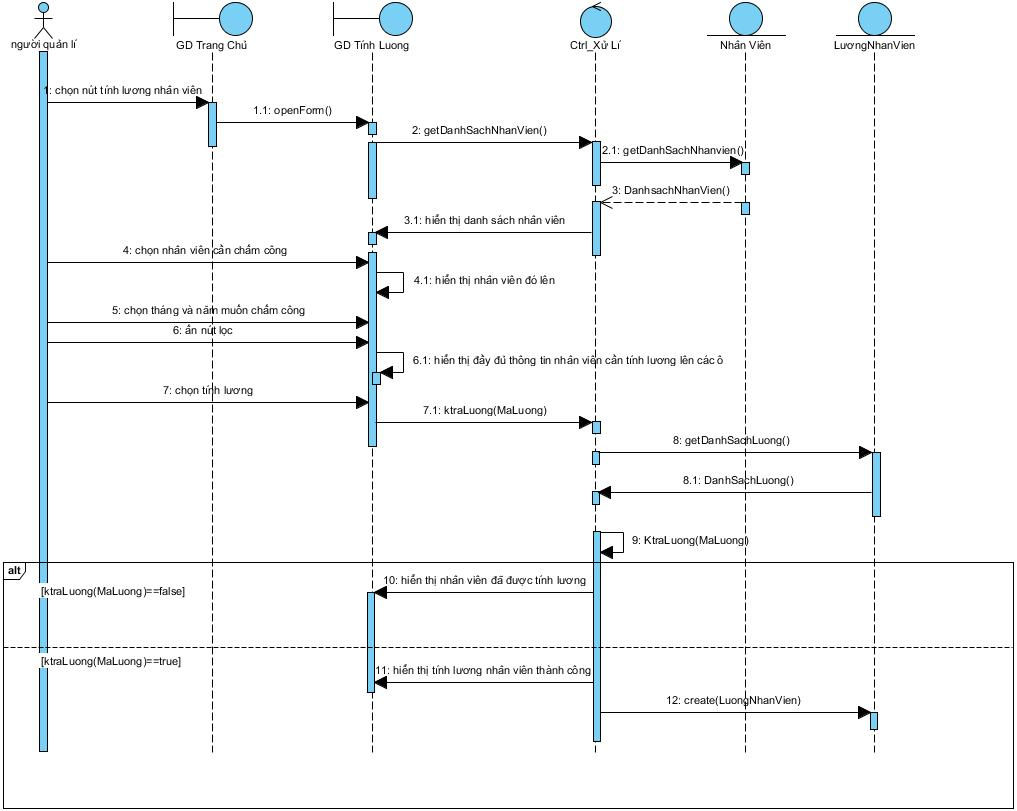 người quản lí
GD Trang Chủ
GD Tính Luong
Ctrl_Xử Lí
Nhân Viên
LươngNhanVien
1: chọn nút tính lương nhân viên
1.1: openForm()
2: getDanhSachNhanVien()
2.1: getDanhSachNhanvien()
3: DanhsachNhanVien()
3.1: hiển thị danh sách nhân viên
4: chọn nhân viên cần chấm công
4.1: hiển thị nhân viên đó lên
5: chọn tháng và năm muốn chấm công
6: ấn nút lọc
6.1: hiển thị đầy đủ thông tin nhân viên cần tính lương lên các ô
7: chọn tính lương
7.1: ktraLuong(MaLuong)
8: getDanhSachLuong()
8.1: DanhSachLuong()
9: KtraLuong(MaLuong)
alt
10: hiển thị nhân viên đã được tính lương
[ktraLuong(MaLuong)==false]
[ktraLuong(MaLuong)==true]
11: hiển thị tính lương nhân viên thành công
12: create(LuongNhanVien)